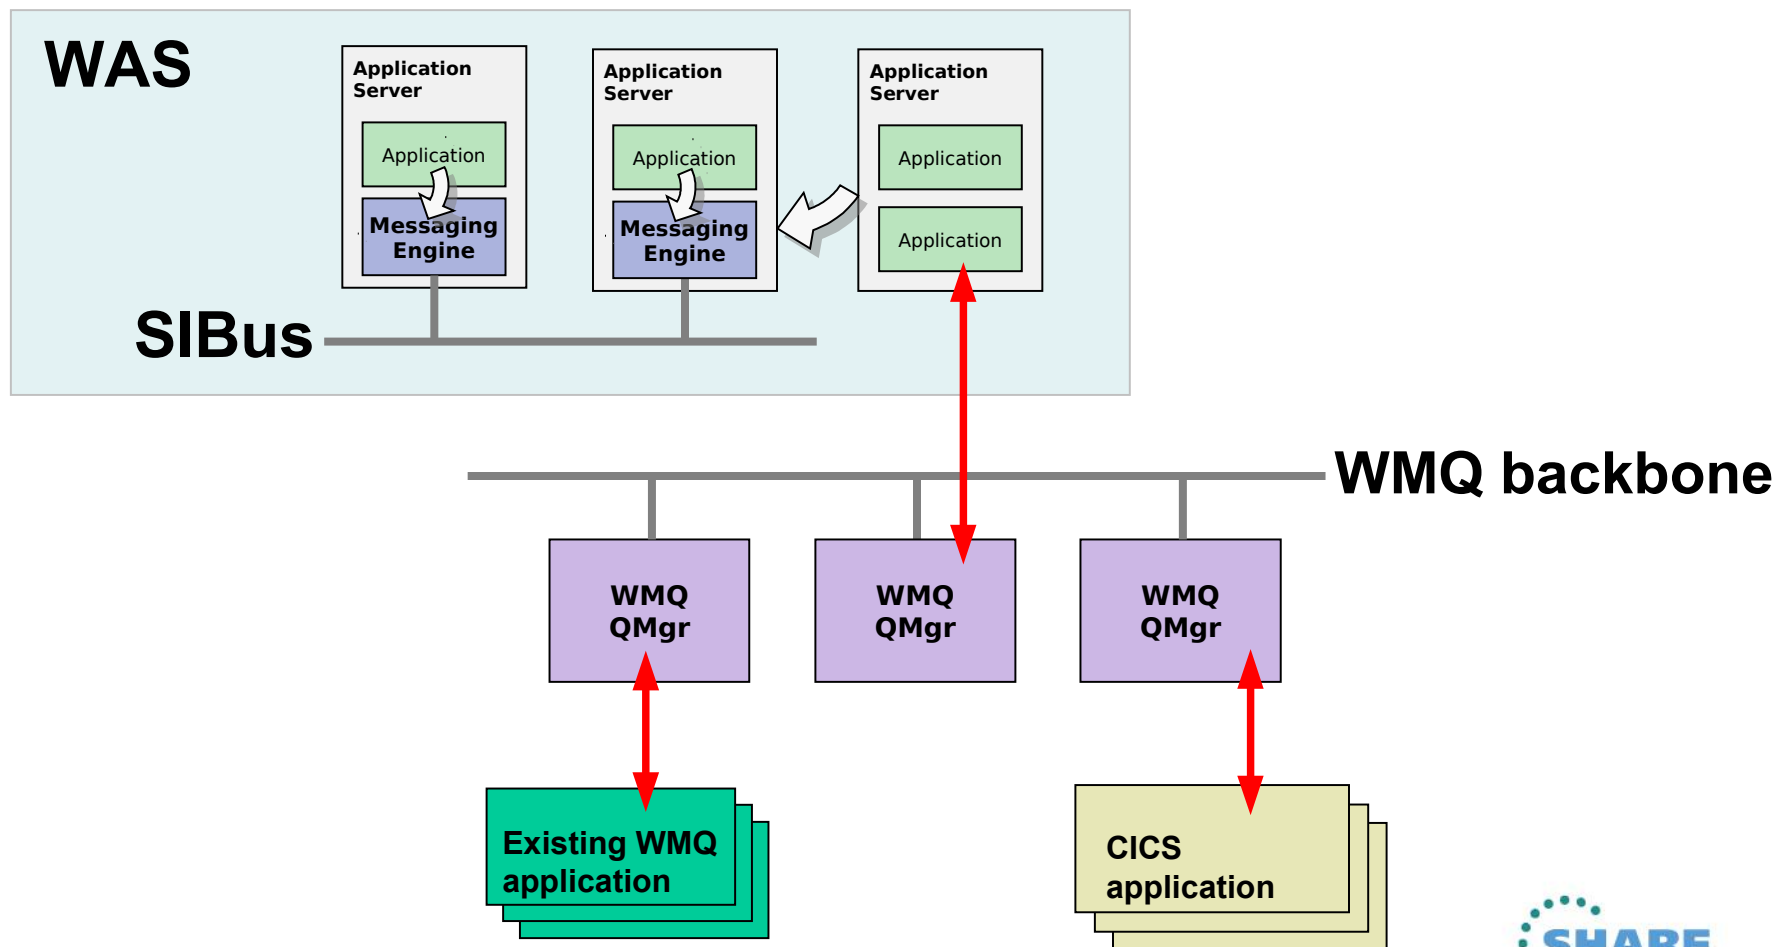 WAS
Application
Server
Application
Messaging
Engine
Application
Server
Application
Messaging
Engine
Application
Server
Application
Application
SIBus
WMQ backbone
WMQ
QMgr
WMQ
QMgr
WMQ
QMgr
Existing WMQ
application
CICS
application
SHARE